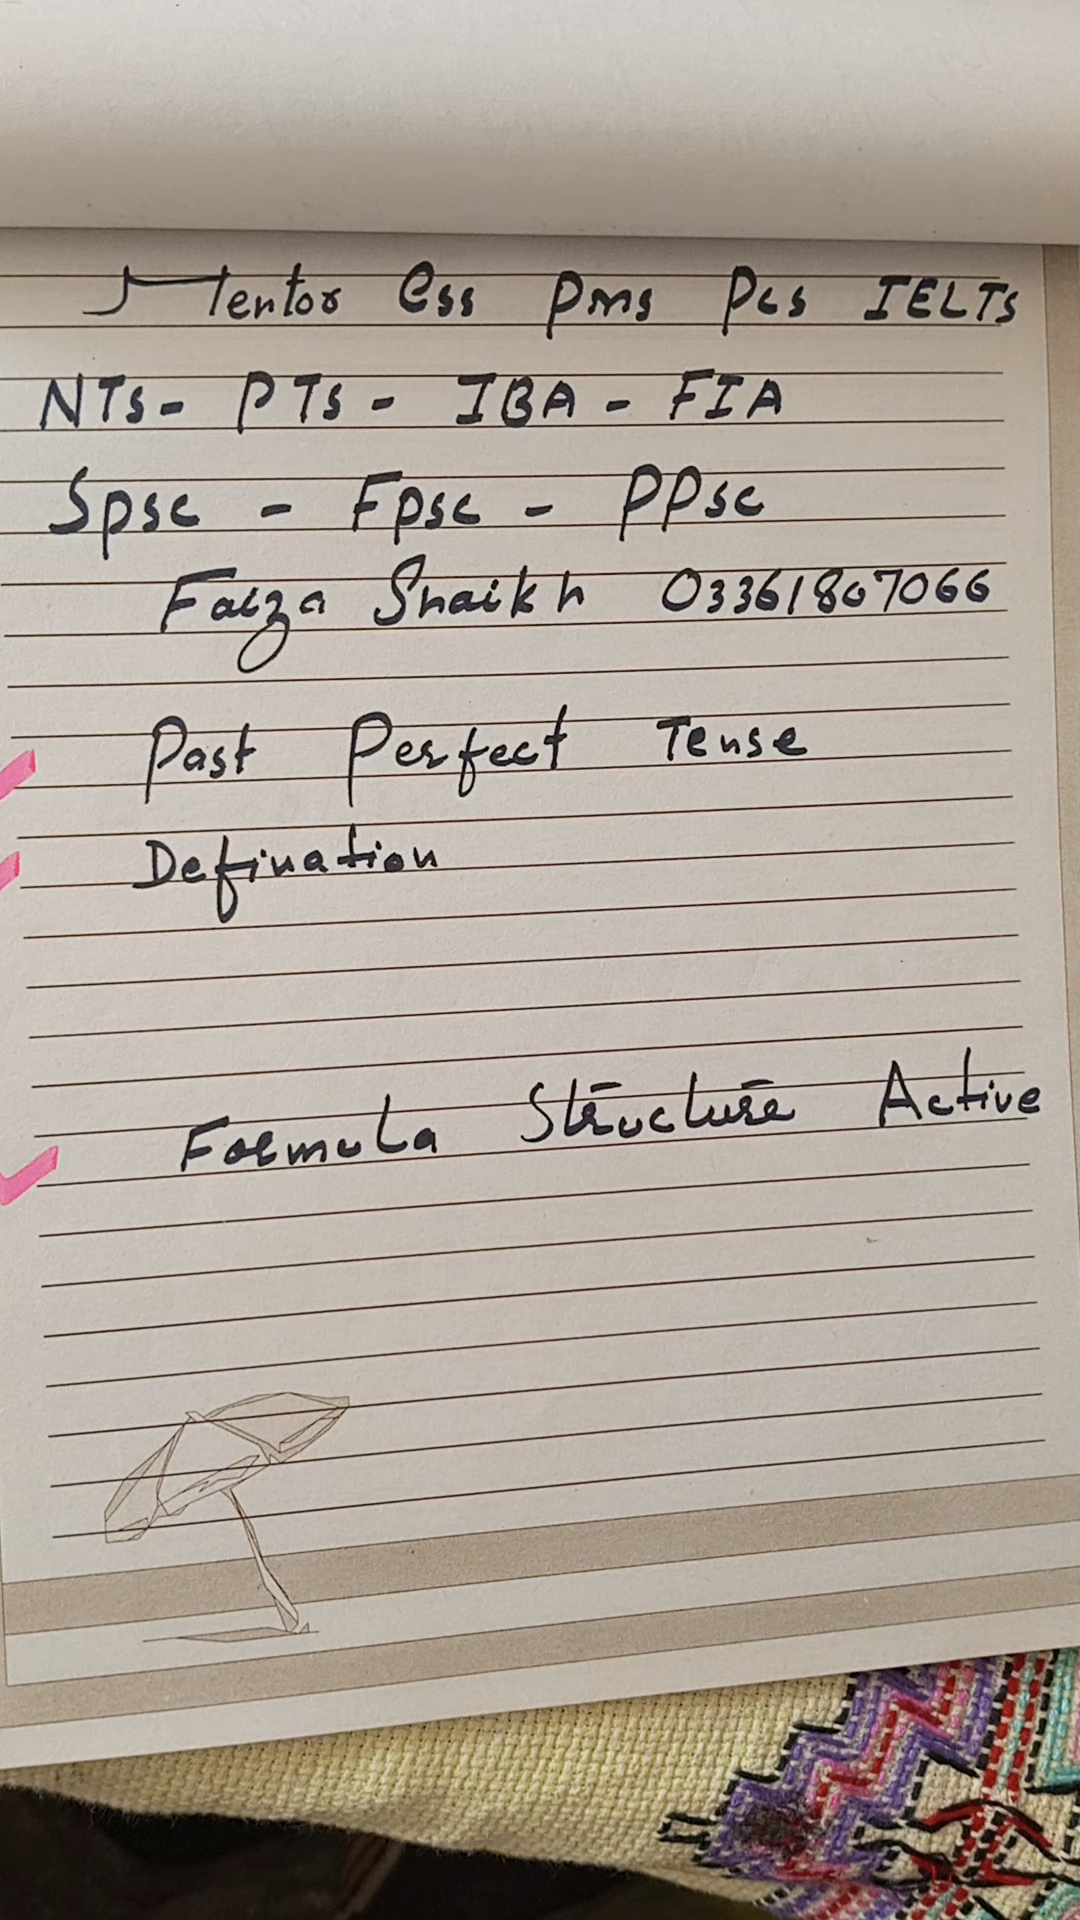 Mentor Css Pms Pcs IELTS
NTS - PTS - IBA - FIA
Spsc - Fpsc - PPsc
Faiza Shaikh 03361807066
Past Perfect Tense
Defination
Formula Structure Active